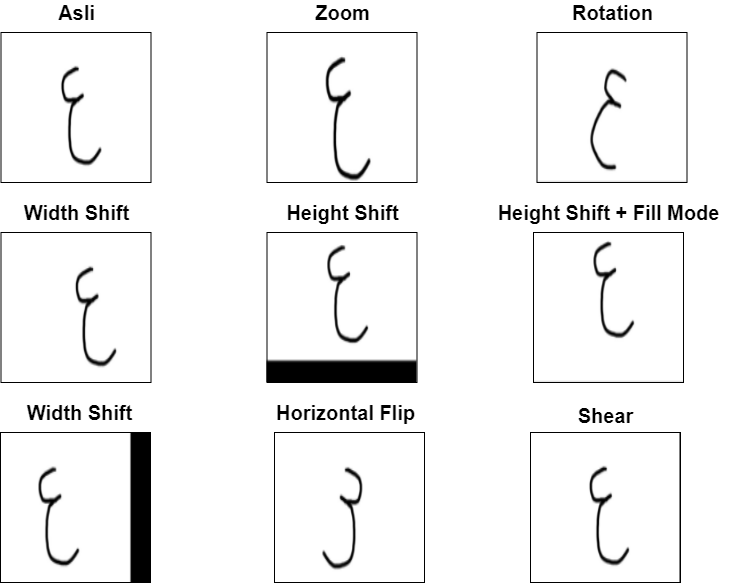 Asli Zoom Rotation
ع ع ع
Width Shift Height Shift Height Shift + Fill Mode
ع ع ع
Width Shift Horizontal Flip Shear
ع ع